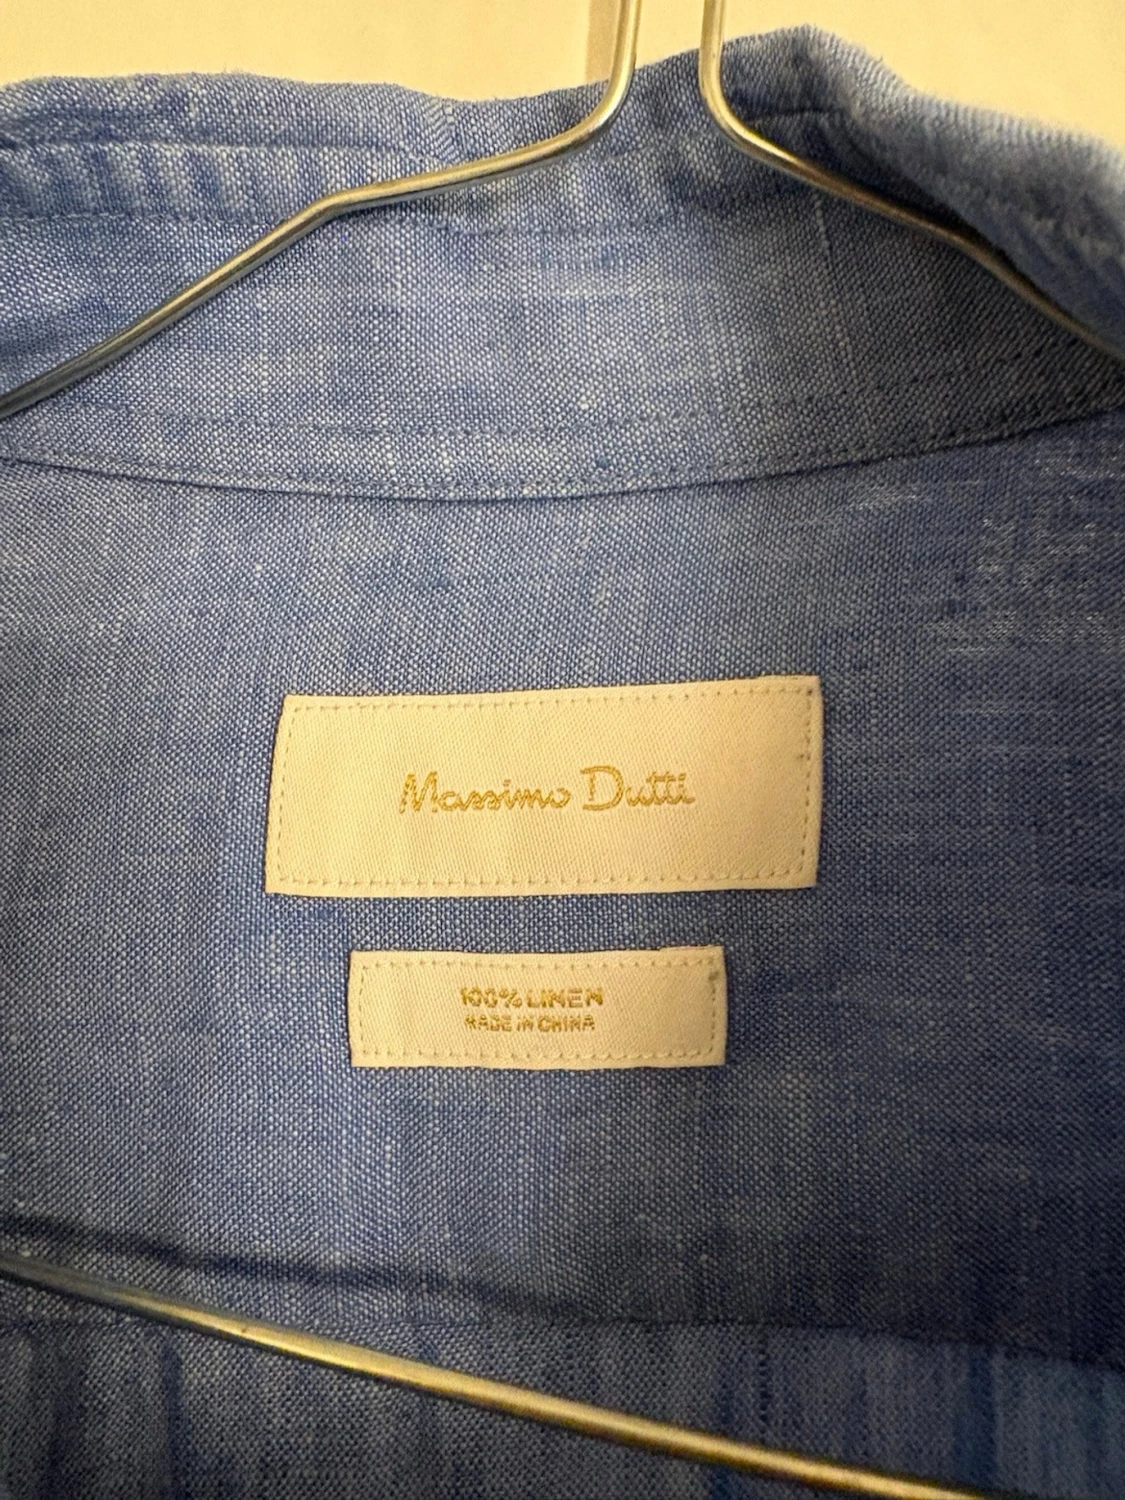 Massimo Dutti
100% LINEN
MADE IN CHINA